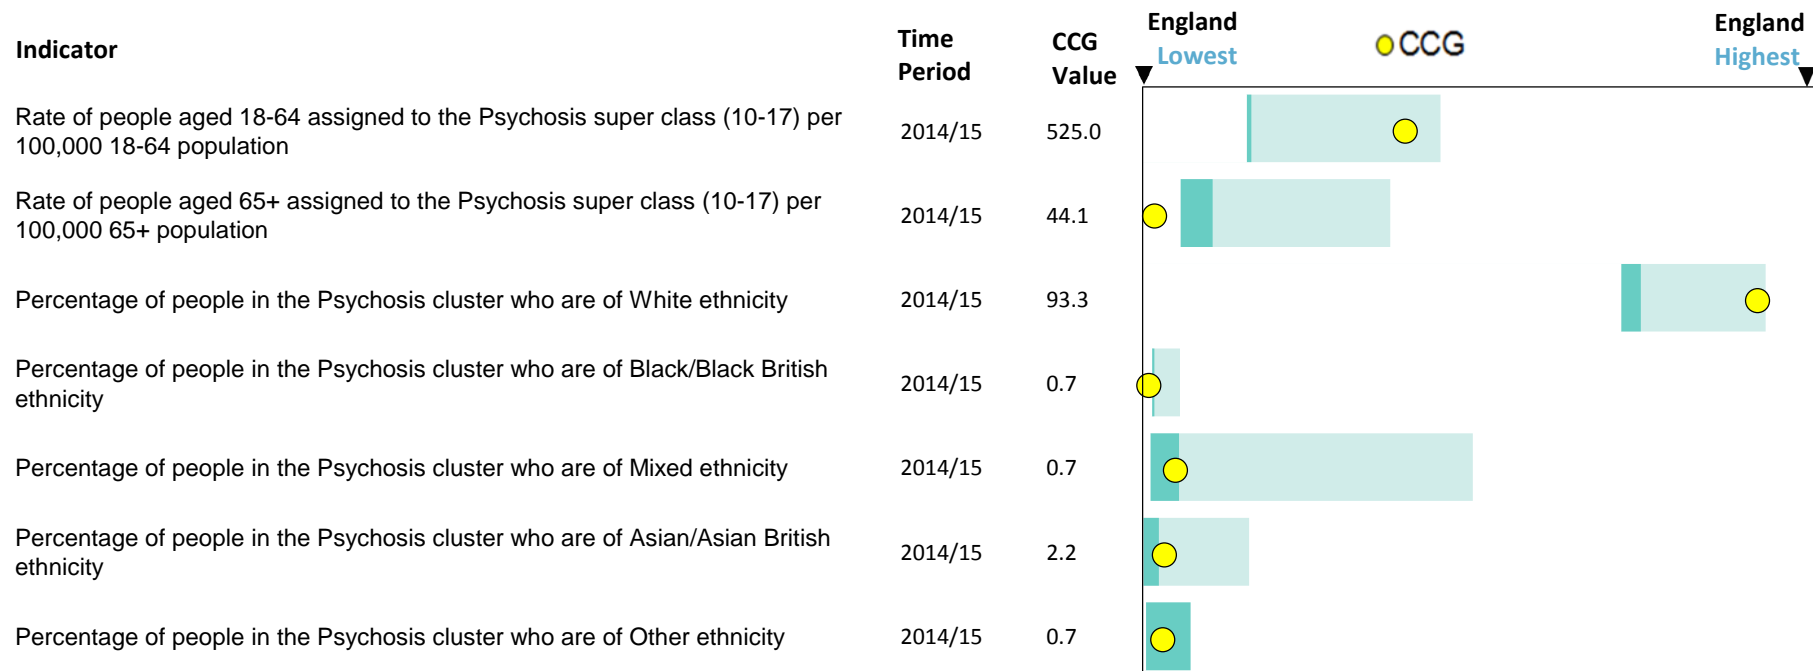 Indicator
Time
Period
CCG
Value
England
Lowest
CCG
England
Highest
Rate of people aged 18-64 assigned to the Psychosis super class (10-17) per
100,000 18-64 population
2014/15
525.0
Rate of people aged 65+ assigned to the Psychosis super class (10-17) per
100,000 65+ population
2014/15
44.1
Percentage of people in the Psychosis cluster who are of White ethnicity
2014/15
93.3
Percentage of people in the Psychosis cluster who are of Black/Black British
ethnicity
2014/15
0.7
Percentage of people in the Psychosis cluster who are of Mixed ethnicity
2014/15
0.7
Percentage of people in the Psychosis cluster who are of Asian/Asian British
ethnicity
2014/15
2.2
Percentage of people in the Psychosis cluster who are of Other ethnicity
2014/15
0.7